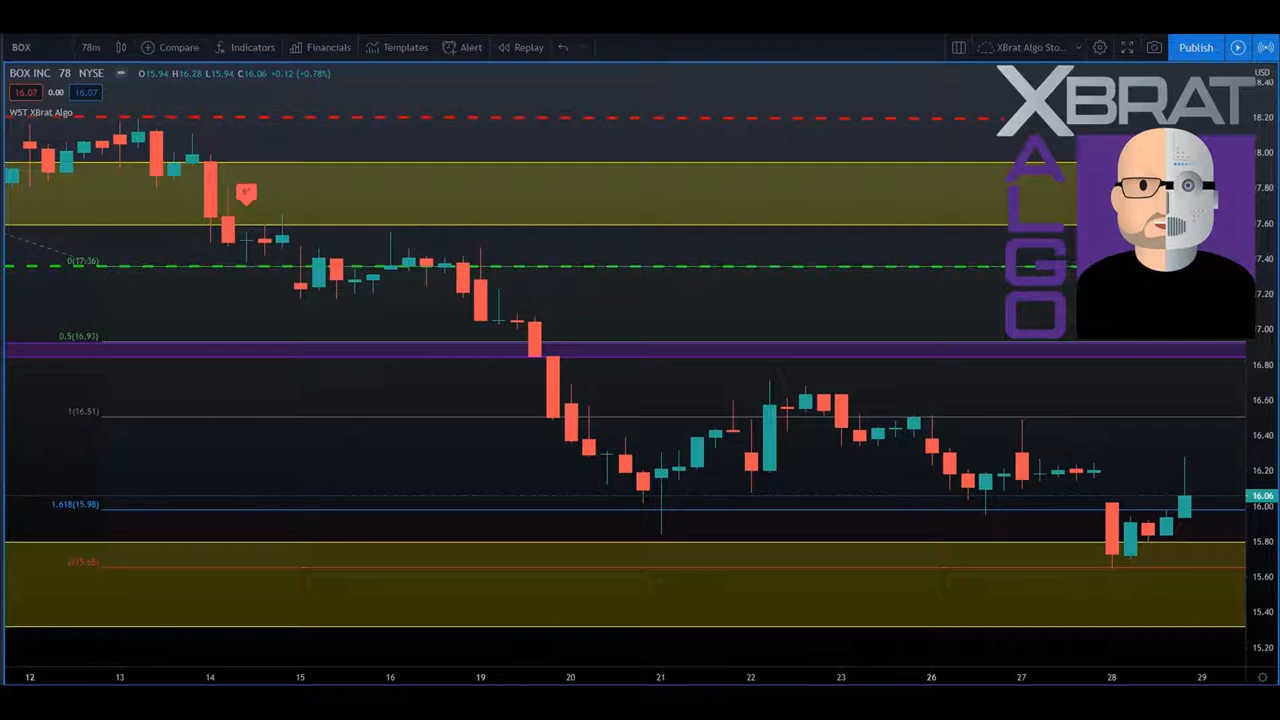 BOX 78m Compare Indicators Financials Templates Alert Replay XBrat Algo Sto... Publish
BOX INC 78 NYSE O15.94 H16.28 L15.94 C16.06 +0.12 (+0.78%)
USD
16.07 0.00 16.07
W5T XBrat Algo
XBRAT
ALGO
0(17.36)
0.5(16.93)
1(16.51)
1.618(15.98)
18.40
18.20
18.00
17.80
17.60
17.40
17.20
17.00
16.80
16.60
16.40
16.20
16.06
16.00
15.80
15.60
15.40
15.20
12 13 14 15 16 19 20 21 22 23 26 27 28 29